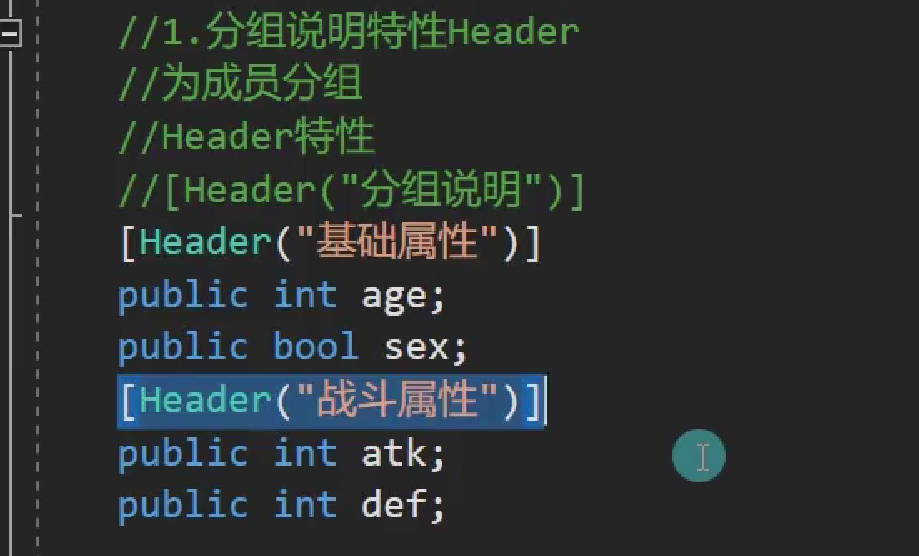 //1.分组说明特性Header
//为成员分组
//Header特性
//[Header("分组说明")]
[Header("基础属性")]
public int age;
public bool sex;
[Header("战斗属性")]
public int atk;
public int def;